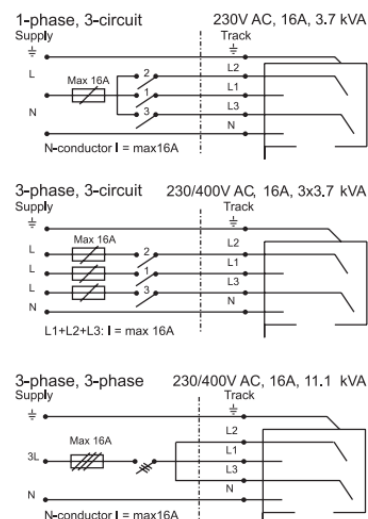 1-phase, 3-circuit 230V AC, 16A, 3.7 kVA
Supply Track
L Max 16A 2 L2
1 L1
3 L3
N N
N-conductor I = max16A
3-phase, 3-circuit 230/400V AC, 16A, 3x3.7 kVA
Supply Track
Max 16A
L 2 L2
L 1 L1
L 3 L3
N N
L1+L2+L3: I = max 16A
3-phase, 3-phase 230/400V AC, 16A, 11.1 kVA
Supply Track
L2
Max 16A
3L L1
L3
N N
N-conductor I = max16A